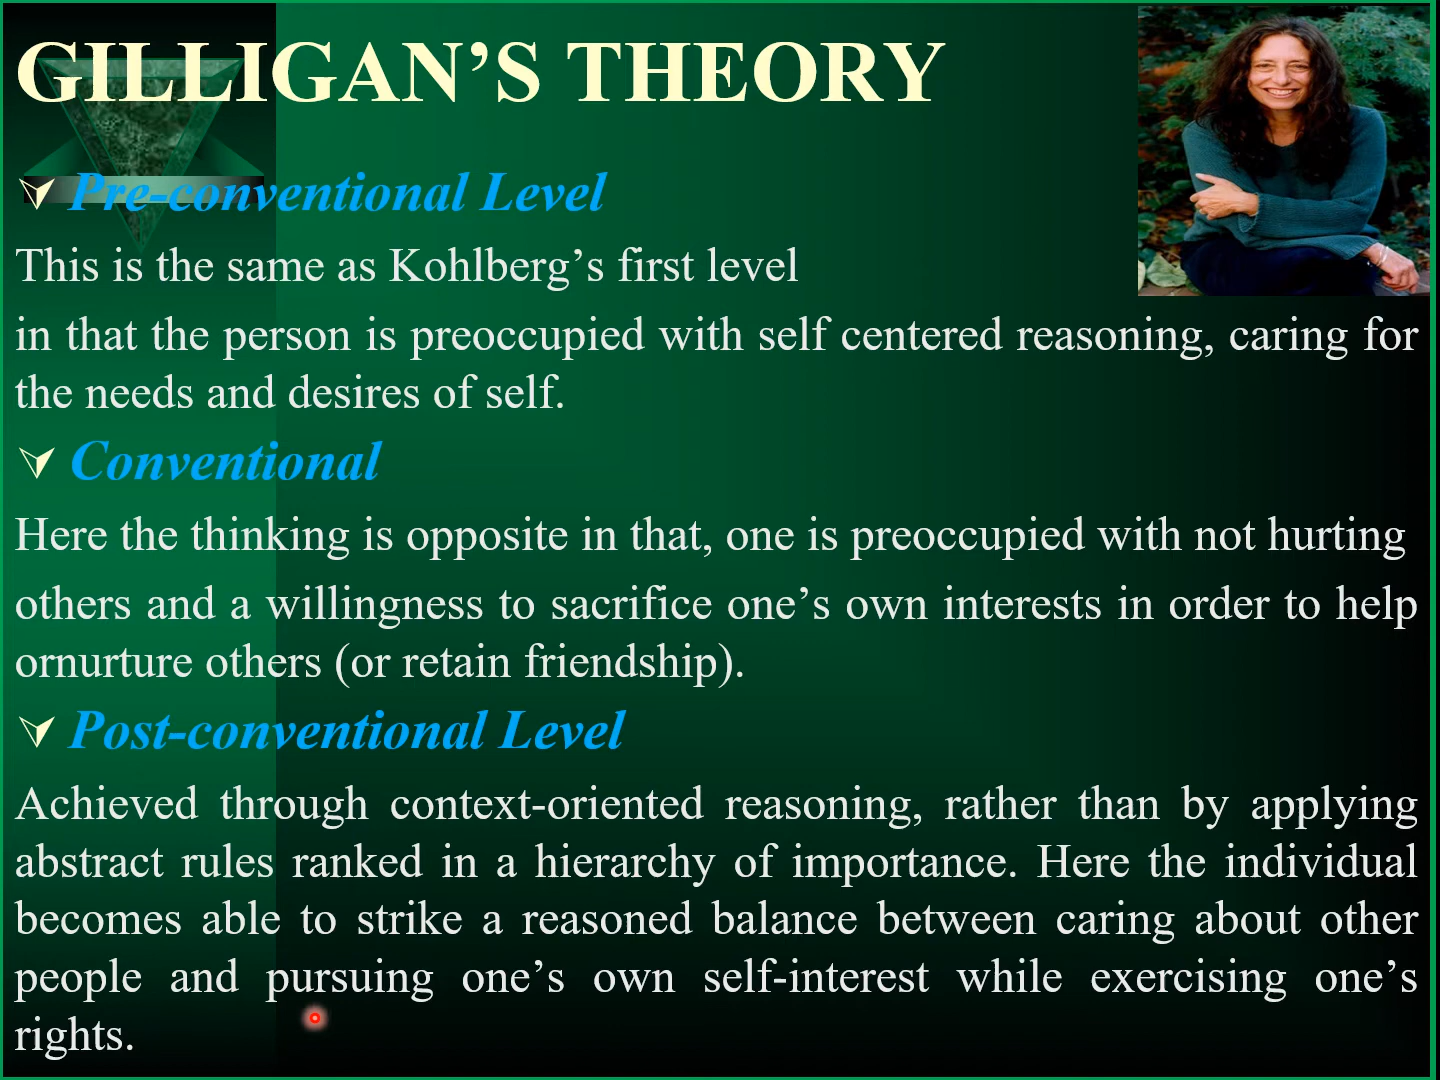 GILLIGAN’S THEORY
Pre-conventional Level
This is the same as Kohlberg’s first level
in that the person is preoccupied with self centered reasoning, caring for
the needs and desires of self.
Conventional
Here the thinking is opposite in that, one is preoccupied with not hurting
others and a willingness to sacrifice one’s own interests in order to help
ornurture others (or retain friendship).
Post-conventional Level
Achieved through context-oriented reasoning, rather than by applying
abstract rules ranked in a hierarchy of importance. Here the individual
becomes able to strike a reasoned balance between caring about other
people and pursuing one’s own self-interest while exercising one’s
rights.